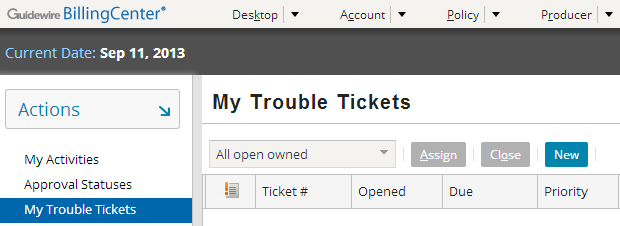 Guidewire BillingCenter® Desktop Account Policy Producer
Current Date: Sep 11, 2013
Actions
My Activities
Approval Statuses
My Trouble Tickets
My Trouble Tickets
All open owned Assign Close New
Ticket # Opened Due Priority